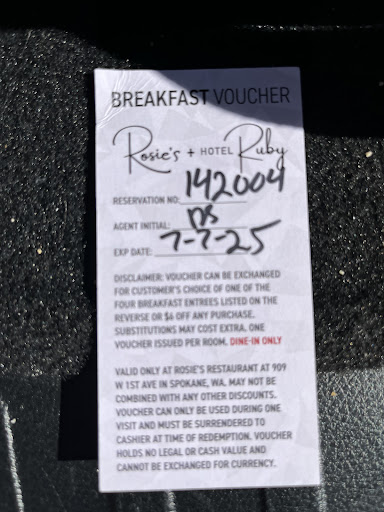 BREAKFAST VOUCHER
Rosie's + HOTEL Ruby
RESERVATION NO: 142004
AGENT INITIAL: DS
EXP DATE: 7-7-25
DISCLAIMER: VOUCHER CAN BE EXCHANGED
FOR CUSTOMER'S CHOICE OF ONE OF THE
FOUR BREAKFAST ENTREES LISTED ON THE
REVERSE OR $6 OFF ANY PURCHASE.
SUBSTITUTIONS MAY COST EXTRA. ONE
VOUCHER ISSUED PER ROOM. DINE-IN ONLY
VALID ONLY AT ROSIE'S RESTAURANT AT 909
W 1ST AVE IN SPOKANE, WA. MAY NOT BE
COMBINED WITH ANY OTHER DISCOUNTS.
VOUCHER CAN ONLY BE USED DURING ONE
VISIT AND MUST BE SURRENDERED TO
CASHIER AT TIME OF REDEMPTION. VOUCHER
HOLDS NO LEGAL OR CASH VALUE AND
CANNOT BE EXCHANGED FOR CURRENCY.